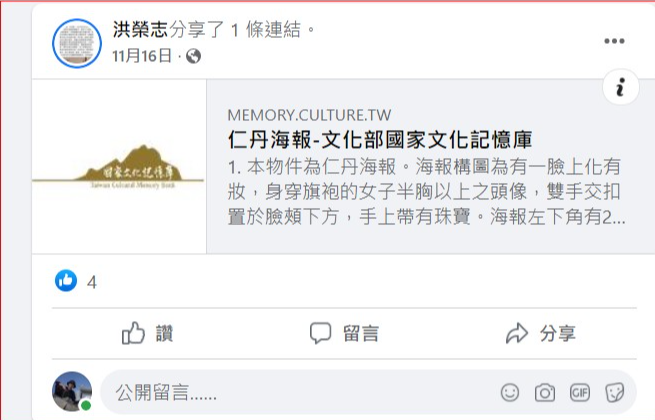 洪榮志分享了 1 條連結。
11月16日 ·
MEMORY.CULTURE.TW
仁丹海報-文化部國家文化記憶庫
1. 本物件為仁丹海報。海報構圖為有一臉上化有
妝，身穿旗袍的女子半胸以上之頭像，雙手交扣
置於臉頰下方，手上帶有珠寶。海報左下角有2...
國家文化記憶庫
Taiwan Cultural Memory Bank
4
讚
留言
分享
公開留言......
GIF